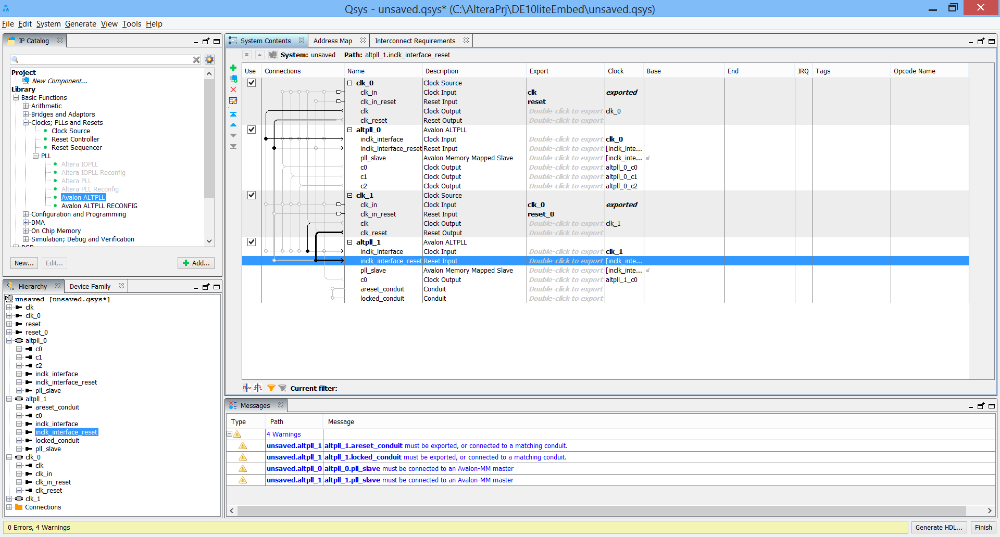 Qsys - unsaved.qsys* (C:\AlteraPrj\DE10liteEmbed\unsaved.qsys)
File Edit System Generate View Tools Help
IP Catalog
Project
New Component...
Library
Basic Functions
Arithmetic
Bridges and Adaptors
Clocks; PLLs and Resets
Clock Source
Reset Controller
Reset Sequencer
PLL
Altera IOPLL
Altera IOPLL Reconfig
Altera PLL
Altera PLL Reconfig
Avalon ALTPLL
Avalon ALTPLL RECONFIG
Configuration and Programming
DMA
On Chip Memory
Simulation; Debug and Verification
New... Edit... Add...
Hierarchy Device Family
unsaved [unsaved.qsys*]
clk
clk_0
reset
reset_0
altpll_0
c0
c1
c2
inclk_interface
inclk_interface_reset
pll_slave
altpll_1
areset_conduit
c0
inclk_interface
inclk_interface_reset
locked_conduit
pll_slave
clk_0
clk
clk_in
clk_in_reset
clk_reset
clk_1
Connections
System Contents Address Map Interconnect Requirements
System: unsaved Path: altpll_1.inclk_interface_reset
Use Connections Name Description Export Clock Base End IRQ Tags Opcode Name
clk_0 Clock Source
clk_in Clock Input clk exported
clk_in_reset Reset Input reset
clk Clock Output Double-click to export clk_0
clk_reset Reset Output Double-click to export
altpll_0 Avalon ALTPLL
inclk_interface Clock Input Double-click to export clk_0
inclk_interface_reset Reset Input Double-click to export [inclk_inte...
pll_slave Avalon Memory Mapped Slave Double-click to export [inclk_inte...
c0 Clock Output Double-click to export altpll_0_c0
c1 Clock Output Double-click to export altpll_0_c1
c2 Clock Output Double-click to export altpll_0_c2
clk_1 Clock Source
clk_in Clock Input clk_0 exported
clk_in_reset Reset Input reset_0
clk Clock Output Double-click to export clk_1
clk_reset Reset Output Double-click to export
altpll_1 Avalon ALTPLL
inclk_interface Clock Input Double-click to export clk_1
inclk_interface_reset Reset Input Double-click to export [inclk_inte...
pll_slave Avalon Memory Mapped Slave Double-click to export [inclk_inte...
c0 Clock Output Double-click to export altpll_1_c0
areset_conduit Conduit Double-click to export
locked_conduit Conduit Double-click to export
Current filter:
Messages
Type Path Message
4 Warnings
unsaved.altpll_1 altpll_1.areset_conduit must be exported, or connected to a matching conduit.
unsaved.altpll_1 altpll_1.locked_conduit must be exported, or connected to a matching conduit.
unsaved.altpll_0 altpll_0.pll_slave must be connected to an Avalon-MM master
unsaved.altpll_1 altpll_1.pll_slave must be connected to an Avalon-MM master
0 Errors, 4 Warnings
Generate HDL... Finish